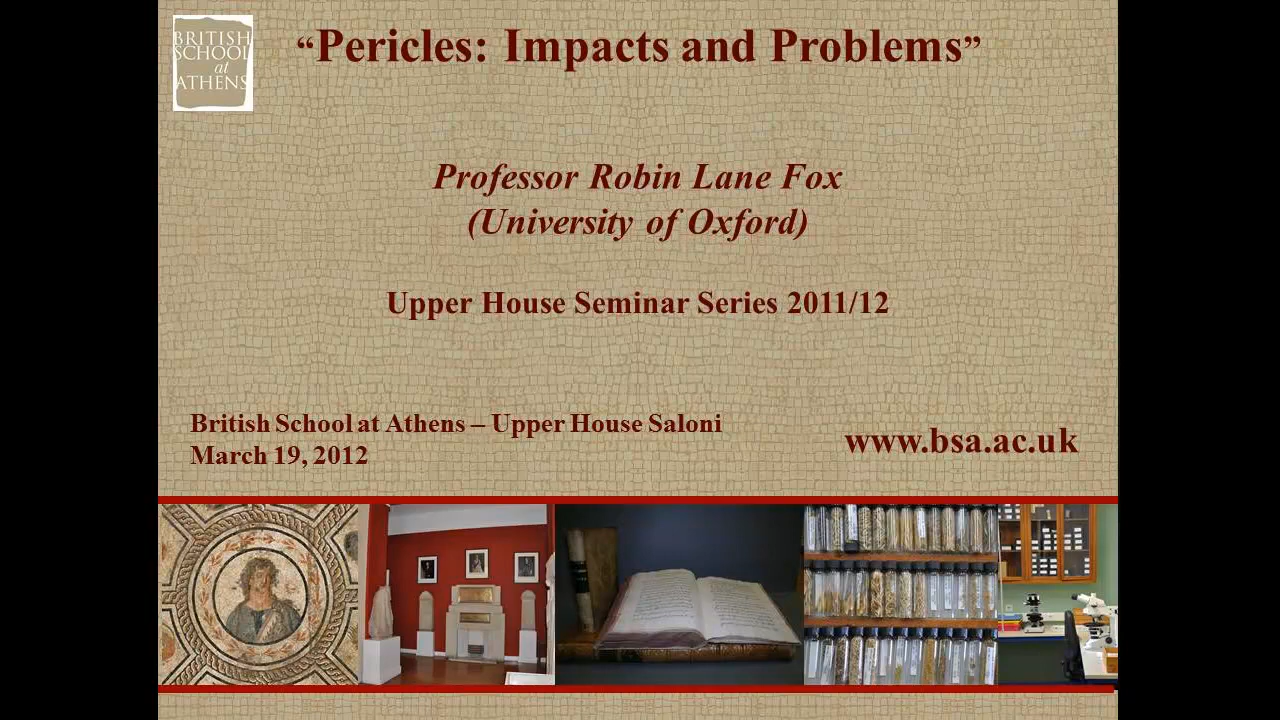 BRITISH
SCHOOL
at
ATHENS
“Pericles: Impacts and Problems”
Professor Robin Lane Fox
(University of Oxford)
Upper House Seminar Series 2011/12
British School at Athens – Upper House Saloni
March 19, 2012
www.bsa.ac.uk